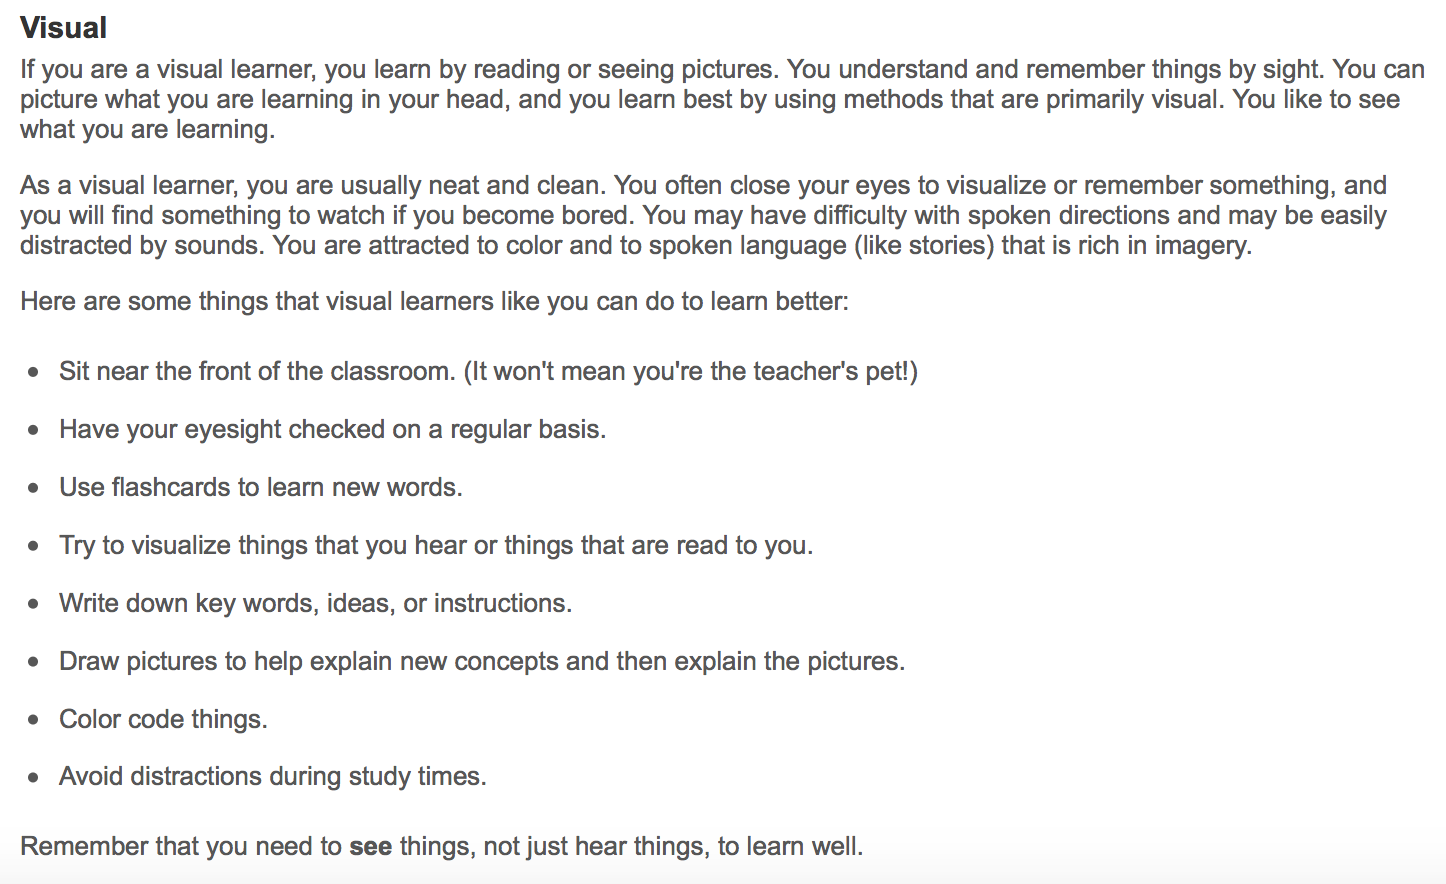 Visual
If you are a visual learner, you learn by reading or seeing pictures. You understand and remember things by sight. You can
picture what you are learning in your head, and you learn best by using methods that are primarily visual. You like to see
what you are learning.
As a visual learner, you are usually neat and clean. You often close your eyes to visualize or remember something, and
you will find something to watch if you become bored. You may have difficulty with spoken directions and may be easily
distracted by sounds. You are attracted to color and to spoken language (like stories) that is rich in imagery.
Here are some things that visual learners like you can do to learn better:
• Sit near the front of the classroom. (It won't mean you're the teacher's pet!)
• Have your eyesight checked on a regular basis.
• Use flashcards to learn new words.
• Try to visualize things that you hear or things that are read to you.
• Write down key words, ideas, or instructions.
• Draw pictures to help explain new concepts and then explain the pictures.
• Color code things.
• Avoid distractions during study times.
Remember that you need to see things, not just hear things, to learn well.